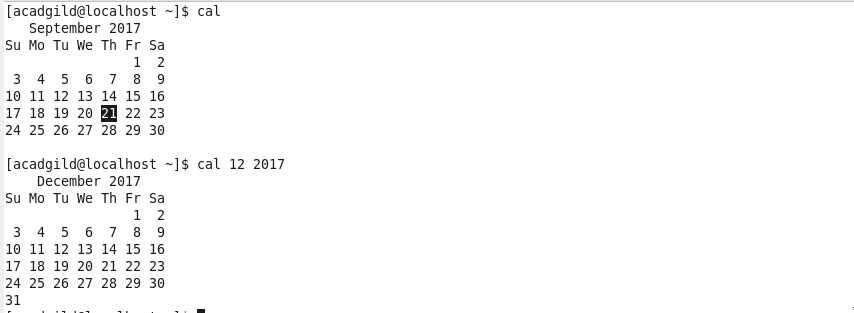 [acadgild@localhost ~]$ cal
   September 2017
Su Mo Tu We Th Fr Sa
                1  2
 3  4  5  6  7  8  9
10 11 12 13 14 15 16
17 18 19 20 21 22 23
24 25 26 27 28 29 30

[acadgild@localhost ~]$ cal 12 2017
    December 2017
Su Mo Tu We Th Fr Sa
                1  2
 3  4  5  6  7  8  9
10 11 12 13 14 15 16
17 18 19 20 21 22 23
24 25 26 27 28 29 30
31